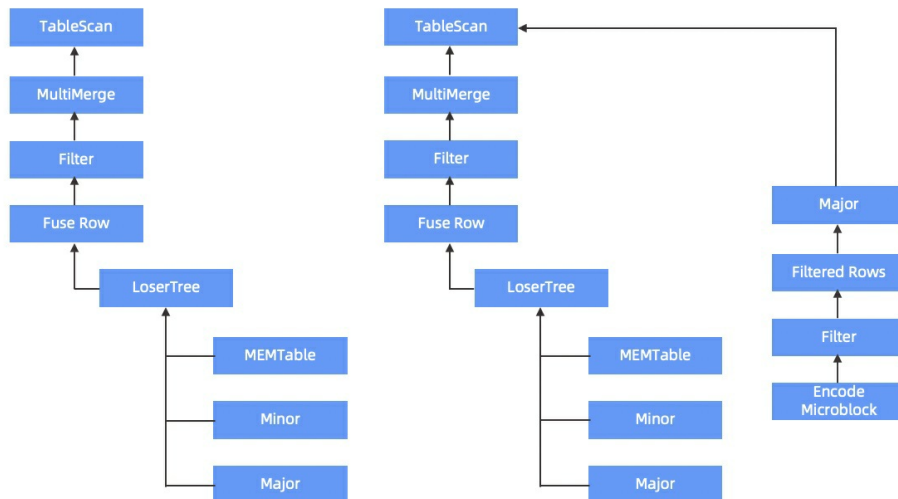 TableScan
MultiMerge
Filter
Fuse Row
LoserTree
MEMTable
Minor
Major
TableScan
MultiMerge
Filter
Fuse Row
LoserTree
MEMTable
Minor
Major
Major
Filtered Rows
Filter
Encode
Microblock